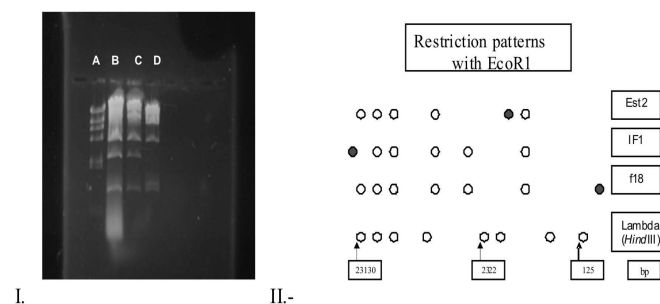 A B C D
I.
II.-
Restriction patterns
with EcoR1
Est2
IF1
f18
Lambda
(HindIII)
23130 2322 125 bp